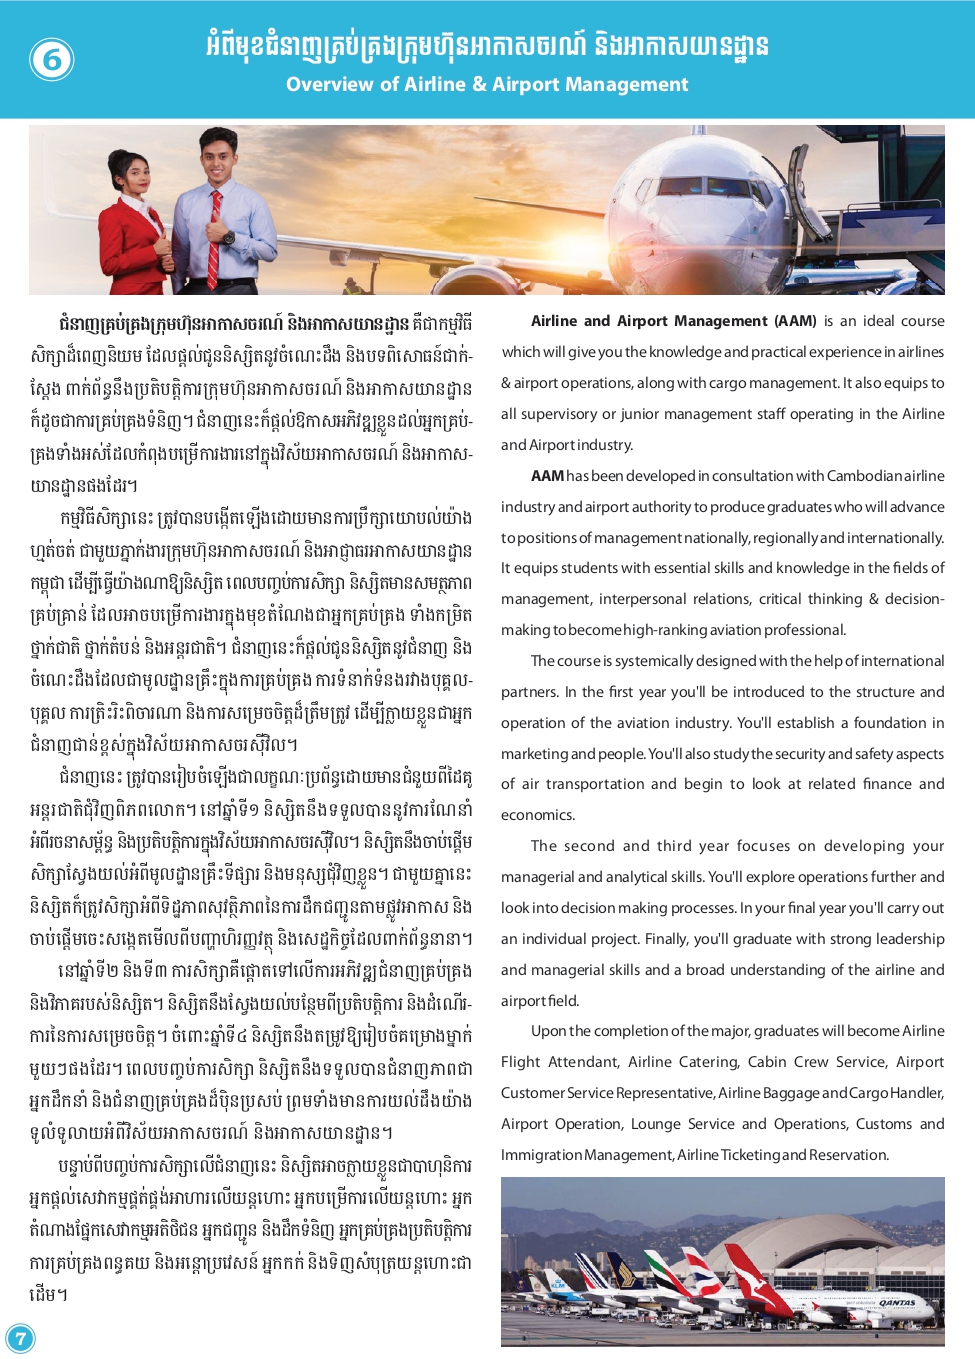 6
អំពីមុខជំនាញគ្រប់គ្រងក្រុមហ៊ុនអាកាសចរណ៍ និងអាកាសយានដ្ឋាន
Overview of Airline & Airport Management
ជំនាញគ្រប់គ្រងក្រុមហ៊ុនអាកាសចរណ៍ និងអាកាសយានដ្ឋាន គឺជាកម្មវិធី
សិក្សាដ៏ពេញនិយម ដែលផ្តល់ជូននិស្សិតនូវចំណេះដឹង និងបទពិសោធន៍ជាក់-
ស្តែង ពាក់ព័ន្ធនឹងប្រតិបត្តិការក្រុមហ៊ុនអាកាសចរណ៍ និងអាកាសយានដ្ឋាន
ក៏ដូចជាការគ្រប់គ្រងទំនិញ។ ជំនាញនេះក៏ផ្តល់ឱកាសអភិវឌ្ឍខ្លួនដល់អ្នកគ្រប់-
គ្រងទាំងអស់ដែលកំពុងបម្រើការងារនៅក្នុងវិស័យអាកាសចរណ៍ និងអាកាស-
យានដ្ឋានផងដែរ។
កម្មវិធីសិក្សានេះ ត្រូវបានបង្កើតឡើងដោយមានការប្រឹក្សាយោបល់យ៉ាង
ហ្មត់ចត់ ជាមួយភ្នាក់ងារក្រុមហ៊ុនអាកាសចរណ៍ និងអាជ្ញាធរអាកាសយានដ្ឋាន
កម្ពុជា ដើម្បីធ្វើយ៉ាងណាឱ្យនិស្សិត ពេលបញ្ចប់ការសិក្សា និស្សិតមានសមត្ថភាព
គ្រប់គ្រាន់ ដែលអាចបម្រើការងារក្នុងមុខតំណែងជាអ្នកគ្រប់គ្រង ទាំងកម្រិត
ថ្នាក់ជាតិ ថ្នាក់តំបន់ និងអន្តរជាតិ។ ជំនាញនេះក៏ផ្តល់ជូននិស្សិតនូវជំនាញ និង
ចំណេះដឹងដែលជាមូលដ្ឋានគ្រឹះក្នុងការគ្រប់គ្រង ការទំនាក់ទំនងរវាងបុគ្គល-
បុគ្គល ការត្រិះរិះពិចារណា និងការសម្រេចចិត្តដ៏ត្រឹមត្រូវ ដើម្បីក្លាយខ្លួនជាអ្នក
ជំនាញជាន់ខ្ពស់ក្នុងវិស័យអាកាសចរស៊ីវិល។
ជំនាញនេះ ត្រូវបានរៀបចំឡើងជាលក្ខណៈប្រព័ន្ធដោយមានជំនួយពីដៃគូ
អន្តរជាតិជុំវិញពិភពលោក។ នៅឆ្នាំទី១ និស្សិតនឹងទទួលបាននូវការណែនាំ
អំពីរចនាសម្ព័ន្ធ និងប្រតិបត្តិការក្នុងវិស័យអាកាសចរស៊ីវិល។ និស្សិតនឹងចាប់ផ្តើម
សិក្សាស្វែងយល់អំពីមូលដ្ឋានគ្រឹះទីផ្សារ និងមនុស្សជុំវិញខ្លួន។ ជាមួយគ្នានេះ
និស្សិតក៏ត្រូវសិក្សាអំពីទិដ្ឋភាពសុវត្ថិភាពនៃការដឹកជញ្ជូនតាមផ្លូវអាកាស និង
ចាប់ផ្តើមចេះសង្កេតមើលពីបញ្ហាហិរញ្ញវត្ថុ និងសេដ្ឋកិច្ចដែលពាក់ព័ន្ធនានា។
នៅឆ្នាំទី២ និងទី៣ ការសិក្សាគឺផ្តោតទៅលើការអភិវឌ្ឍជំនាញគ្រប់គ្រង
និងវិភាគរបស់និស្សិត។ និស្សិតនឹងស្វែងយល់បន្ថែមពីប្រតិបត្តិការ និងដំណើរ-
ការនៃការសម្រេចចិត្ត។ ចំពោះឆ្នាំទី៤ និស្សិតនឹងតម្រូវឱ្យរៀបចំគម្រោងម្នាក់
មួយៗផងដែរ។ ពេលបញ្ចប់ការសិក្សា និស្សិតនឹងទទួលបានជំនាញភាពជា
អ្នកដឹកនាំ និងជំនាញគ្រប់គ្រងដ៏ប៉ិនប្រសប់ ព្រមទាំងមានការយល់ដឹងយ៉ាង
ទូលំទូលាយអំពីវិស័យអាកាសចរណ៍ និងអាកាសយានដ្ឋាន។
បន្ទាប់ពីបញ្ចប់ការសិក្សាលើជំនាញនេះ និស្សិតអាចក្លាយខ្លួនជាបាហុនិការ
អ្នកផ្តល់សេវាកម្មផ្គត់ផ្គង់អាហារលើយន្តហោះ អ្នកបម្រើការលើយន្តហោះ អ្នក
តំណាងផ្នែកសេវាកម្មអតិថិជន អ្នកជញ្ជូន និងដឹកទំនិញ អ្នកគ្រប់គ្រងប្រតិបត្តិការ
ការគ្រប់គ្រងពន្ធគយ និងអន្តោប្រវេសន៍ អ្នកកក់ និងទិញសំបុត្រយន្តហោះជា
ដើម។
Airline and Airport Management (AAM) is an ideal course
which will give you the knowledge and practical experience in airlines
& airport operations, along with cargo management. It also equips to
all supervisory or junior management staff operating in the Airline
and Airport industry.
AAM has been developed in consultation with Cambodian airline
industry and airport authority to produce graduates who will advance
to positions of management nationally, regionally and internationally.
It equips students with essential skills and knowledge in the fields of
management, interpersonal relations, critical thinking & decision-
making to become high-ranking aviation professional.
The course is systemically designed with the help of international
partners. In the first year you'll be introduced to the structure and
operation of the aviation industry. You'll establish a foundation in
marketing and people. You'll also study the security and safety aspects
of air transportation and begin to look at related finance and
economics.
The second and third year focuses on developing your
managerial and analytical skills. You'll explore operations further and
look into decision making processes. In your final year you'll carry out
an individual project. Finally, you'll graduate with strong leadership
and managerial skills and a broad understanding of the airline and
airport field.
Upon the completion of the major, graduates will become Airline
Flight Attendant, Airline Catering, Cabin Crew Service, Airport
Customer Service Representative, Airline Baggage and Cargo Handler,
Airport Operation, Lounge Service and Operations, Customs and
Immigration Management, Airline Ticketing and Reservation.
KLM
QANTAS
7